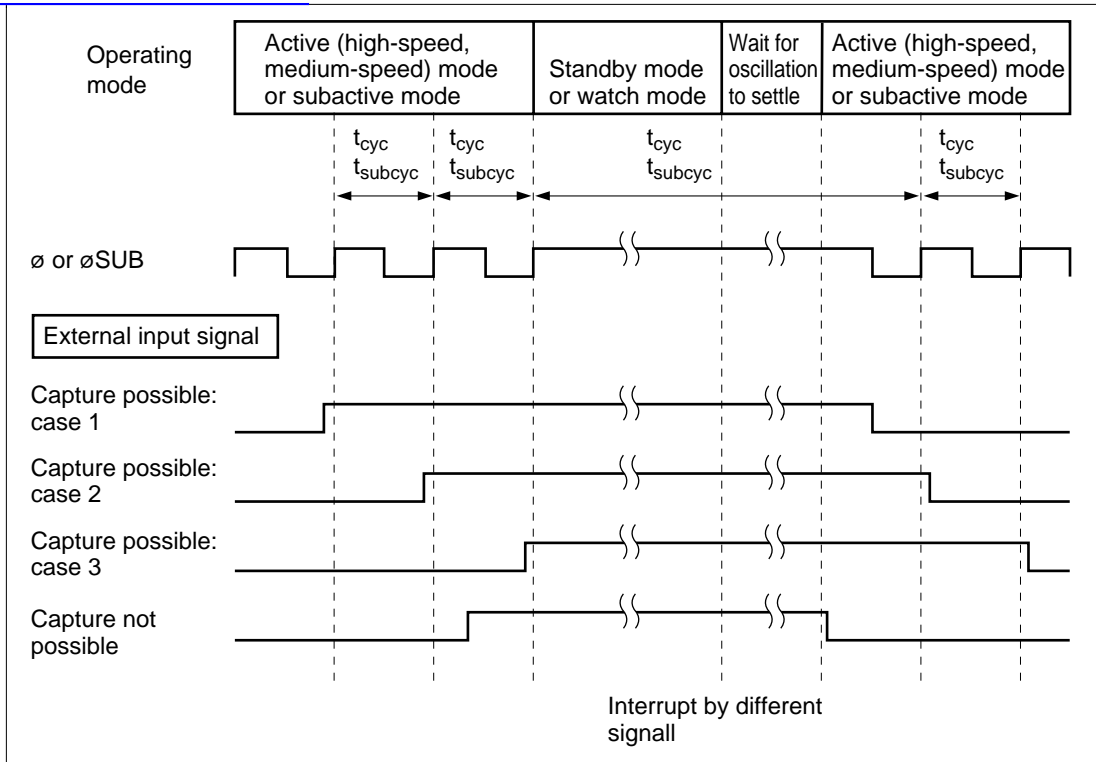 Operating
mode
Active (high-speed,
medium-speed) mode
or subactive mode
Standby mode
or watch mode
Wait for
oscillation
to settle
Active (high-speed,
medium-speed) mode
or subactive mode
tcyc
tsubcyc
tcyc
tsubcyc
tcyc
tsubcyc
tcyc
tsubcyc
ø or øSUB
External input signal
Capture possible:
case 1
Capture possible:
case 2
Capture possible:
case 3
Capture not
possible
Interrupt by different
signall